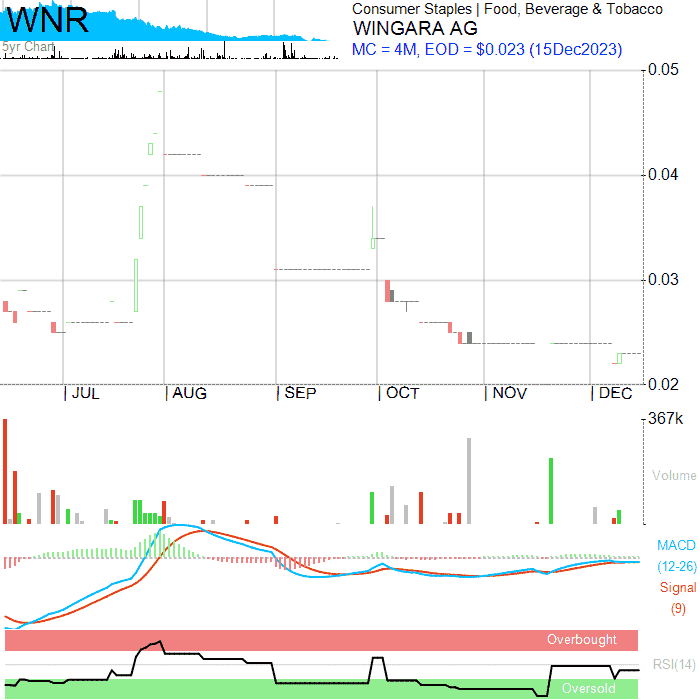 WNR
5yr Chart
Consumer Staples | Food, Beverage & Tobacco
WINGARA AG
MC = 4M, EOD = $0.023 (15Dec2023)
0.05
0.04
0.03
0.02
JUL AUG SEP OCT NOV DEC
367k
Volume
MACD
(12-26)
Signal
(9)
Overbought
RSI(14)
Oversold